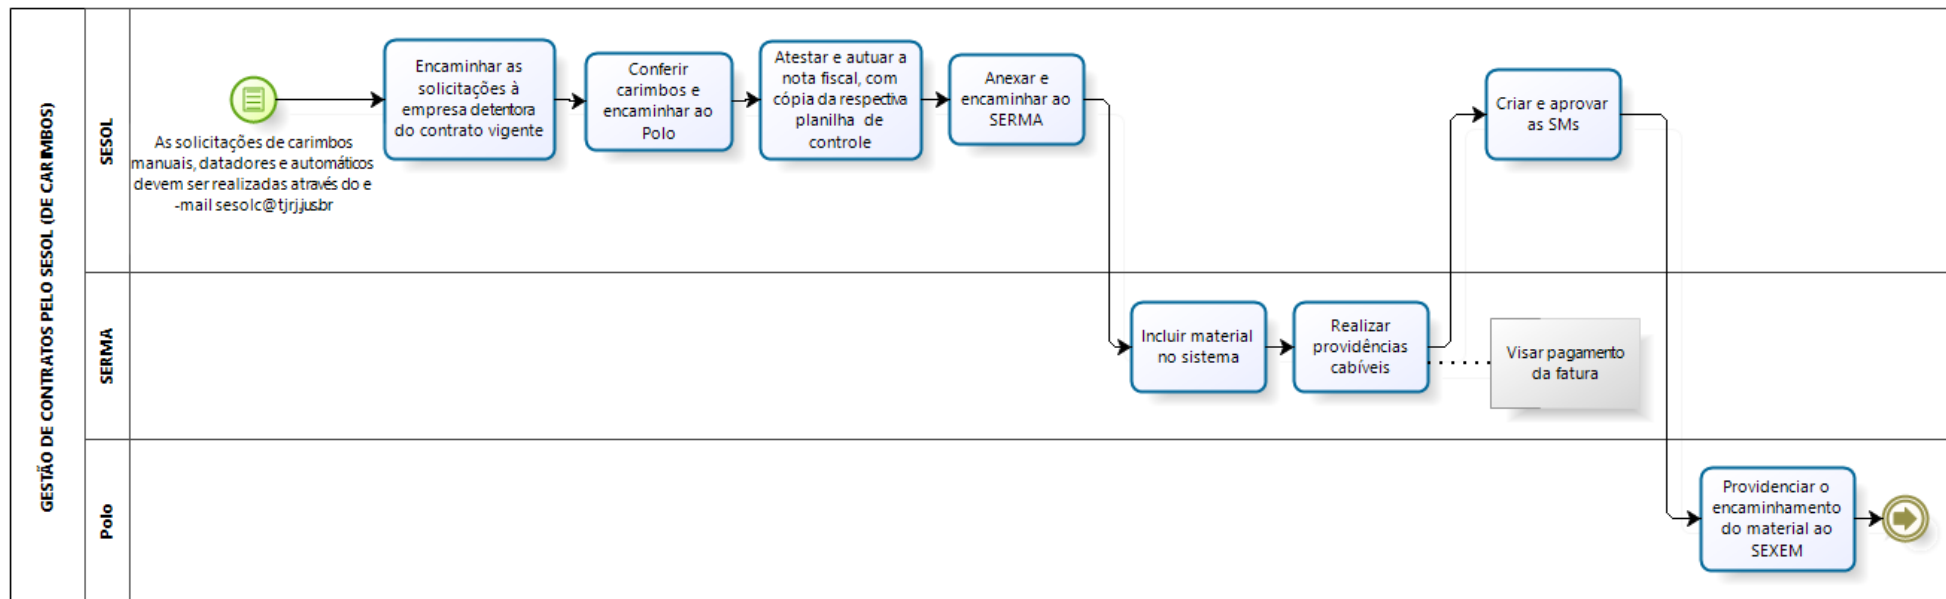 GESTÃO DE CONTRATOS PELO SESOL (DE CARIMBOS)
SESOL
As solicitações de carimbos
manuais, datadores e automáticos
devem ser realizadas através do e
-mail sesolc@tjrj.jus.br
Encaminhar as
solicitações à
empresa detentora
do contrato vigente
Conferir
carimbos e
encaminhar ao
Polo
Atestar e autuar a
nota fiscal, com
cópia da respectiva
planilha de
controle
Anexar e
encaminhar ao
SERMA
Criar e aprovar
as SMs
SERMA
Incluir material
no sistema
Realizar
providências
cabíveis
Visar pagamento
da fatura
Polo
Providenciar o
encaminhamento
do material ao
SEXEM